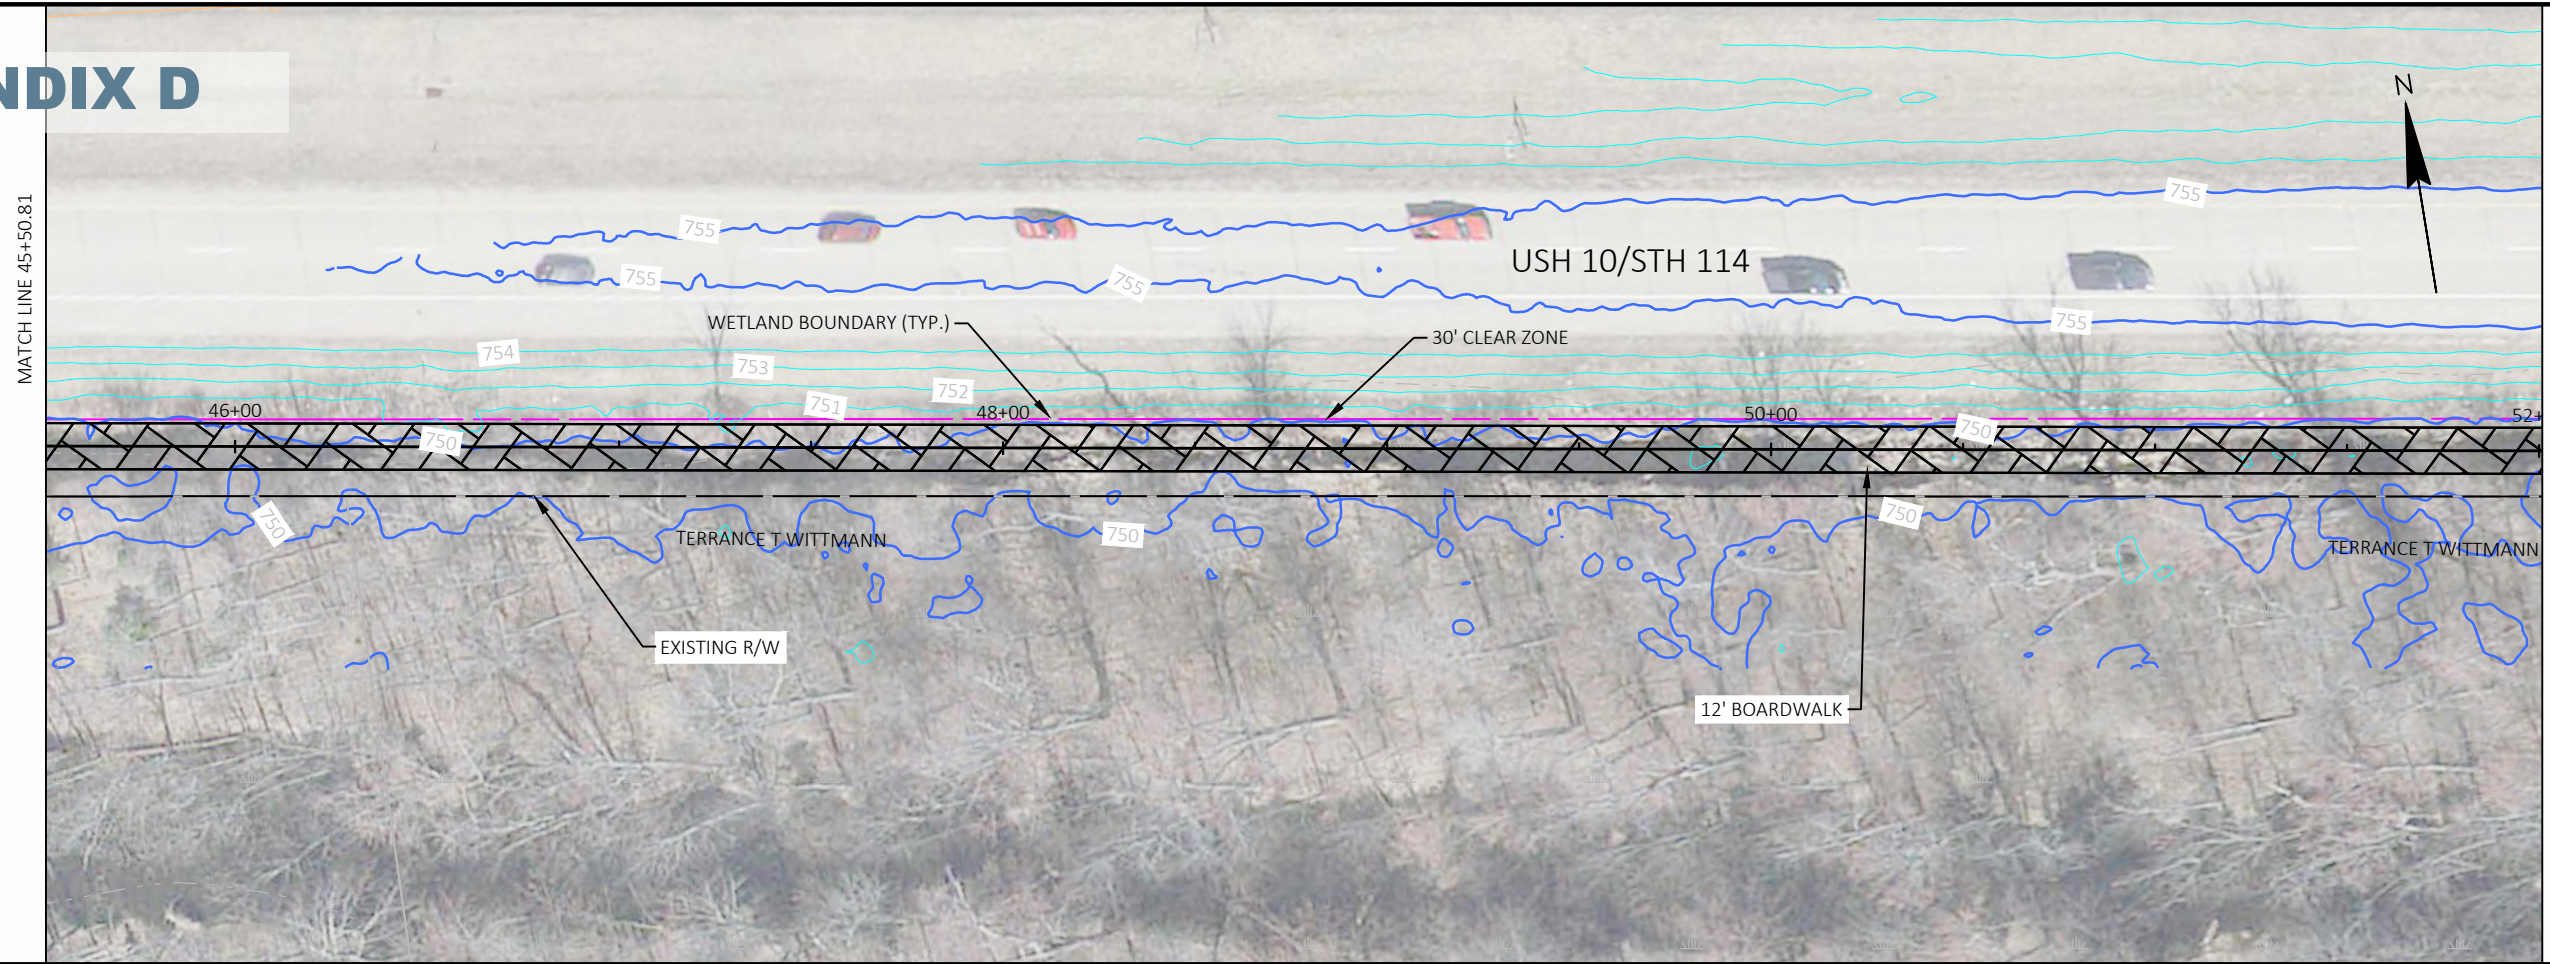 NDIX D
N
MATCH LINE 45+50.81
755
755
755
755
USH 10/STH 114
755
WETLAND BOUNDARY (TYP.)
30' CLEAR ZONE
754
753
752
751
46+00
48+00
50+00
52+
750
750
750
750
750
TERRANCE T WITTMANN
TERRANCE T WITTMANN
EXISTING R/W
12' BOARDWALK